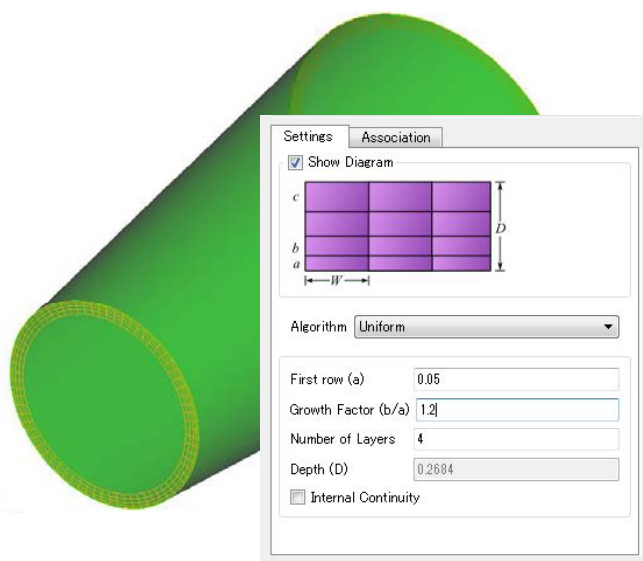 Settings
Association
Show Diagram
c
b
a
D
W
Algorithm Uniform
First row (a) 0.05
Growth Factor (b/a) 1.2
Number of Layers 4
Depth (D) 0.2684
Internal Continuity